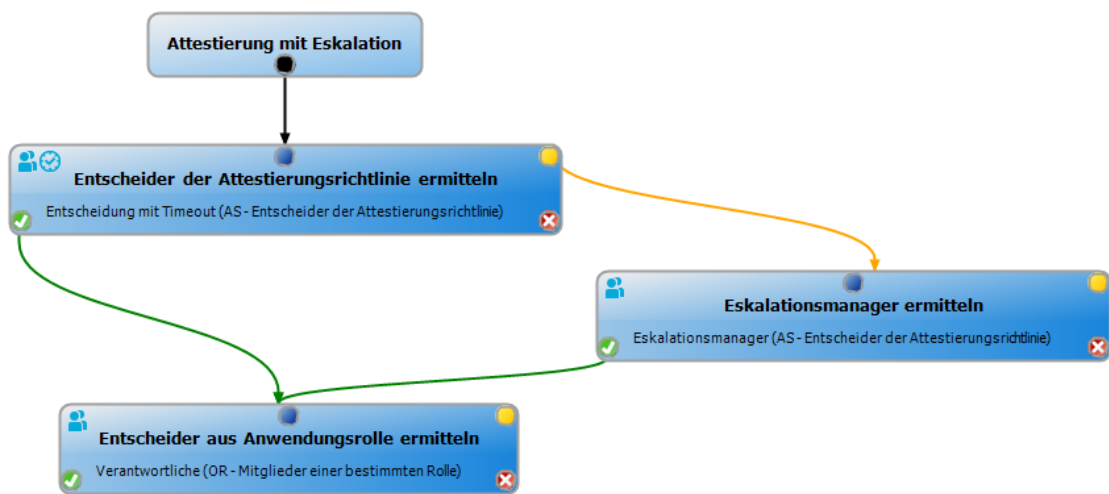 Attestierung mit Eskalation
Entscheider der Attestierungsrichtlinie ermitteln
Entscheidung mit Timeout (AS - Entscheider der Attestierungsrichtlinie)
Eskalationsmanager ermitteln
Eskalationsmanager (AS - Entscheider der Attestierungsrichtlinie)
Entscheider aus Anwendungsrolle ermitteln
Verantwortliche (OR - Mitglieder einer bestimmten Rolle)